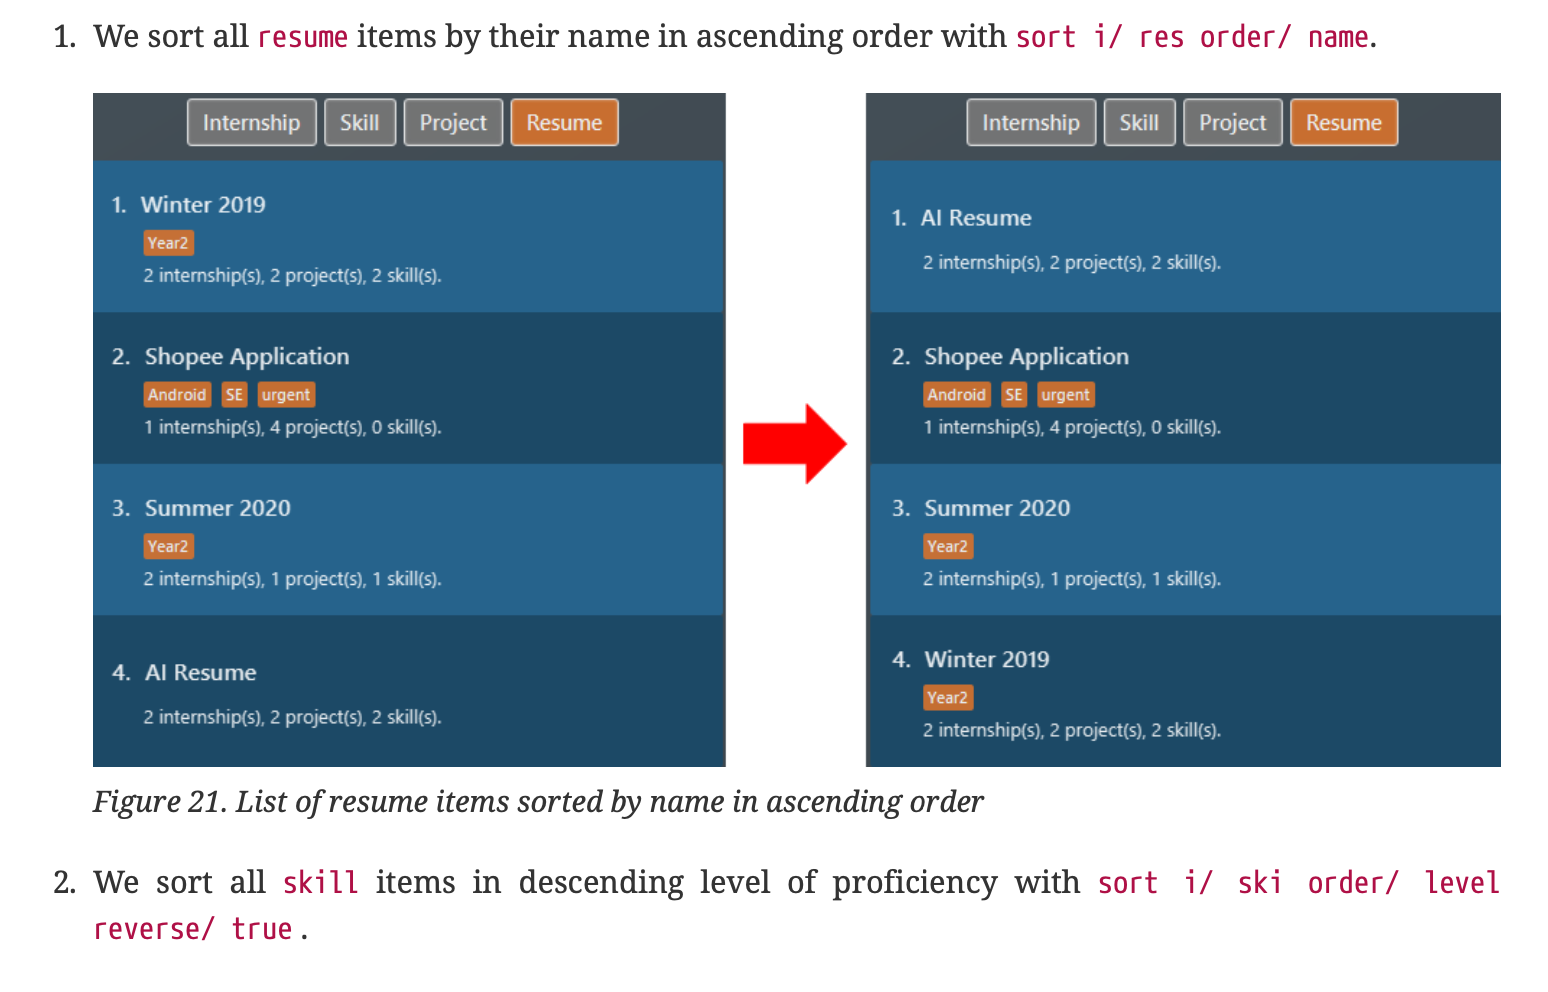 1. We sort all resume items by their name in ascending order with sort i/ res order/ name.
Internship Skill Project Resume
1. Winter 2019
Year2
2 internship(s), 2 project(s), 2 skill(s).
2. Shopee Application
Android SE urgent
1 internship(s), 4 project(s), 0 skill(s).
3. Summer 2020
Year2
2 internship(s), 1 project(s), 1 skill(s).
4. AI Resume
2 internship(s), 2 project(s), 2 skill(s).
Internship Skill Project Resume
1. AI Resume
2 internship(s), 2 project(s), 2 skill(s).
2. Shopee Application
Android SE urgent
1 internship(s), 4 project(s), 0 skill(s).
3. Summer 2020
Year2
2 internship(s), 1 project(s), 1 skill(s).
4. Winter 2019
Year2
2 internship(s), 2 project(s), 2 skill(s).
Figure 21. List of resume items sorted by name in ascending order
2. We sort all skill items in descending level of proficiency with sort i/ ski order/ level
reverse/ true .